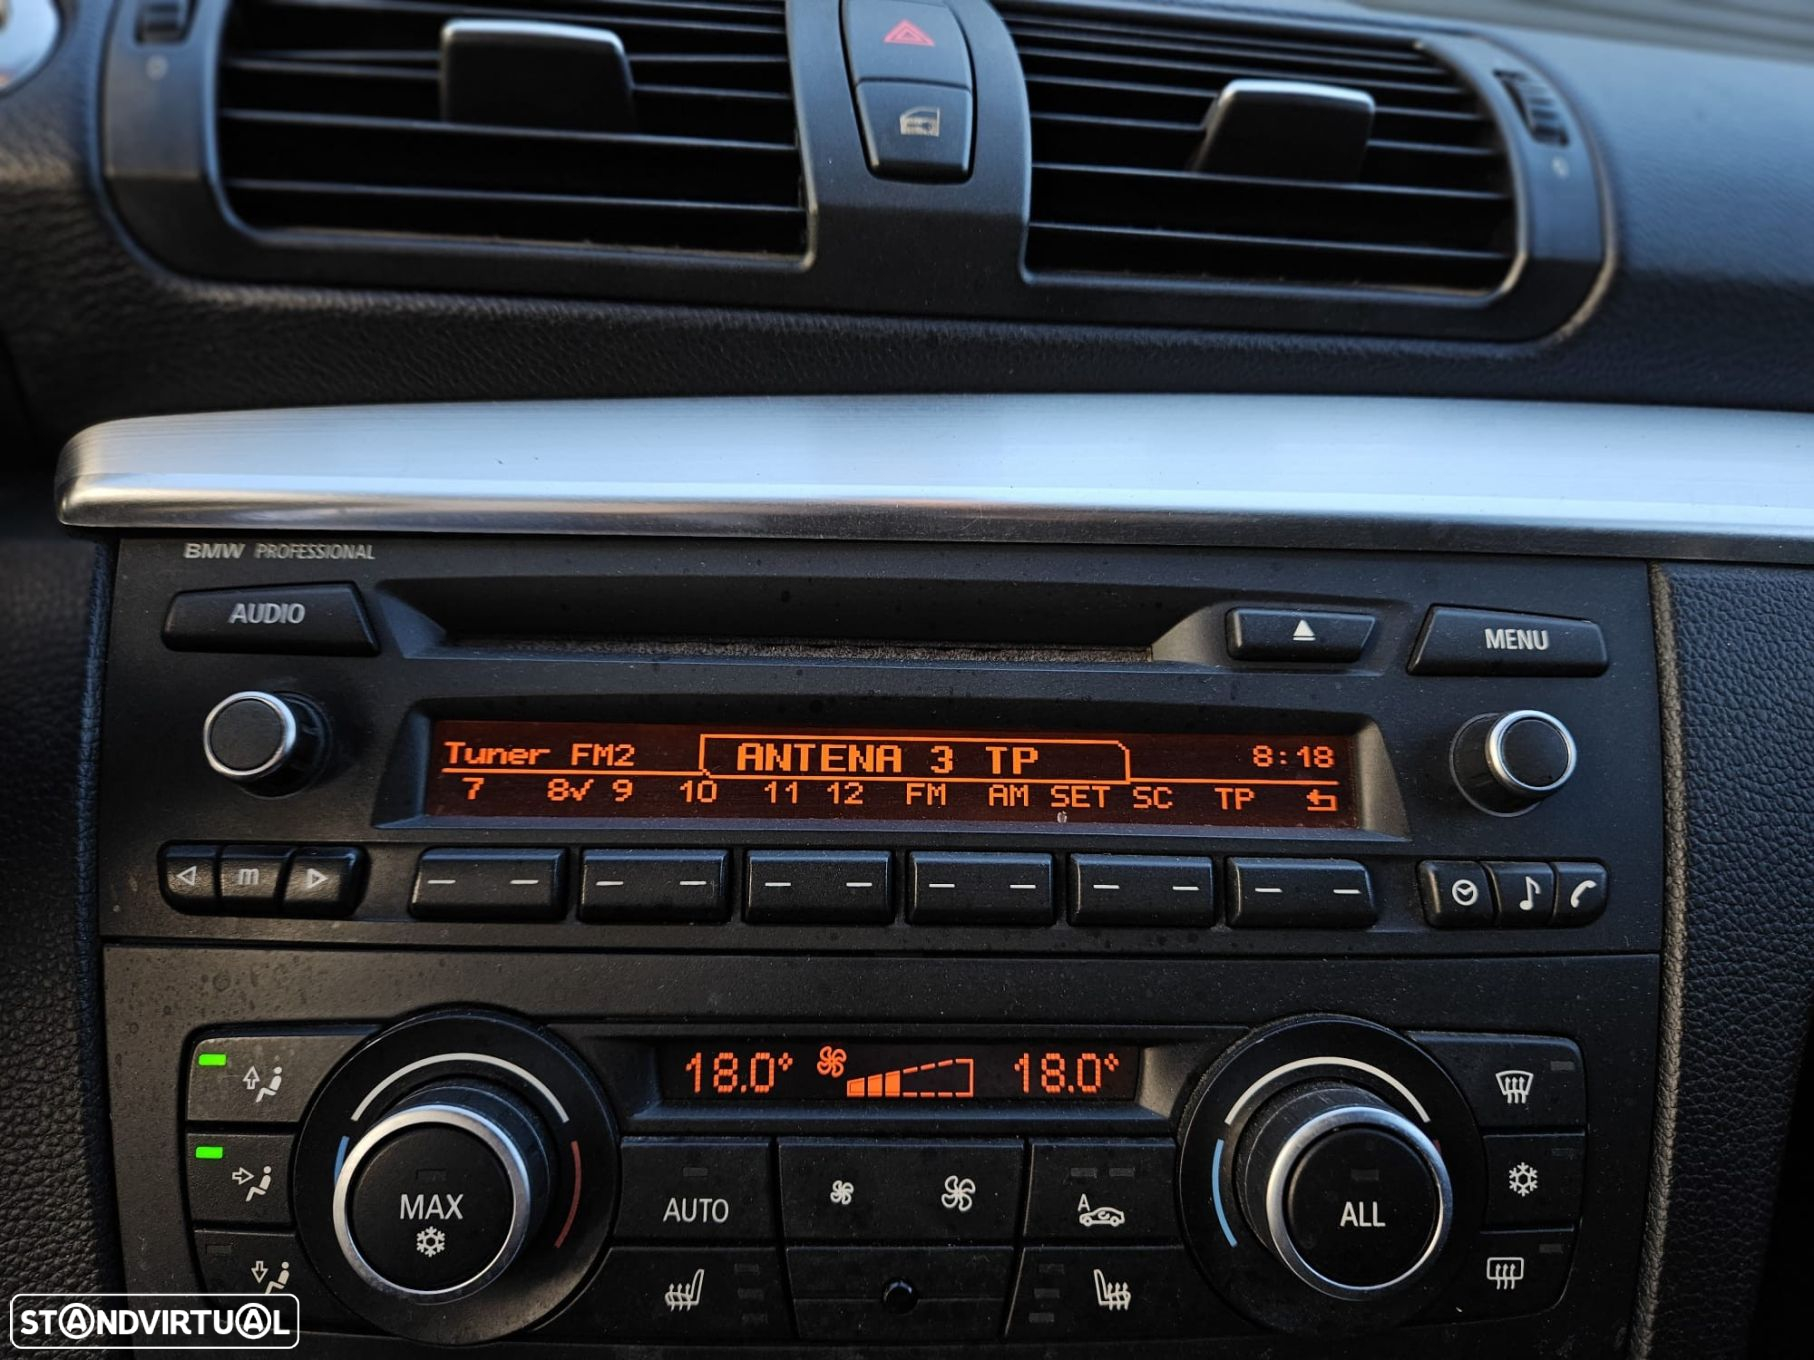 BMW PROFESSIONAL
AUDIO
MENU
Tuner FM2 ANTENA 3 TP 8:18
7 8✓ 9 10 11 12 FM AM SET SC TP
m
18.0° 18.0°
MAX
AUTO
A
ALL
STANDVIRTUAL